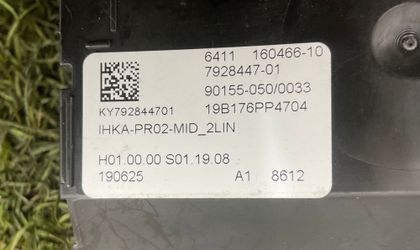 6411 160466-10
7928447-01
90155-050/0033
KY792844701 19B176PP4704
IHKA-PR02-MID_2LIN
H01.00.00 S01.19.08
190625 A1 8612